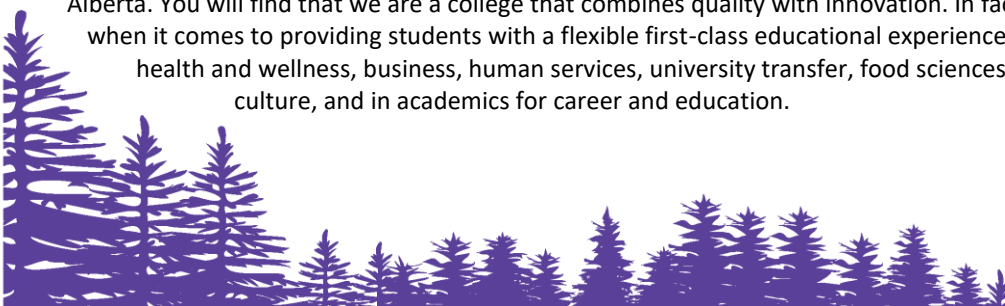 Alberta. You will find that we are a college that combines quality with innovation. In fac
when it comes to providing students with a flexible first-class educational experience
health and wellness, business, human services, university transfer, food sciences
culture, and in academics for career and education.